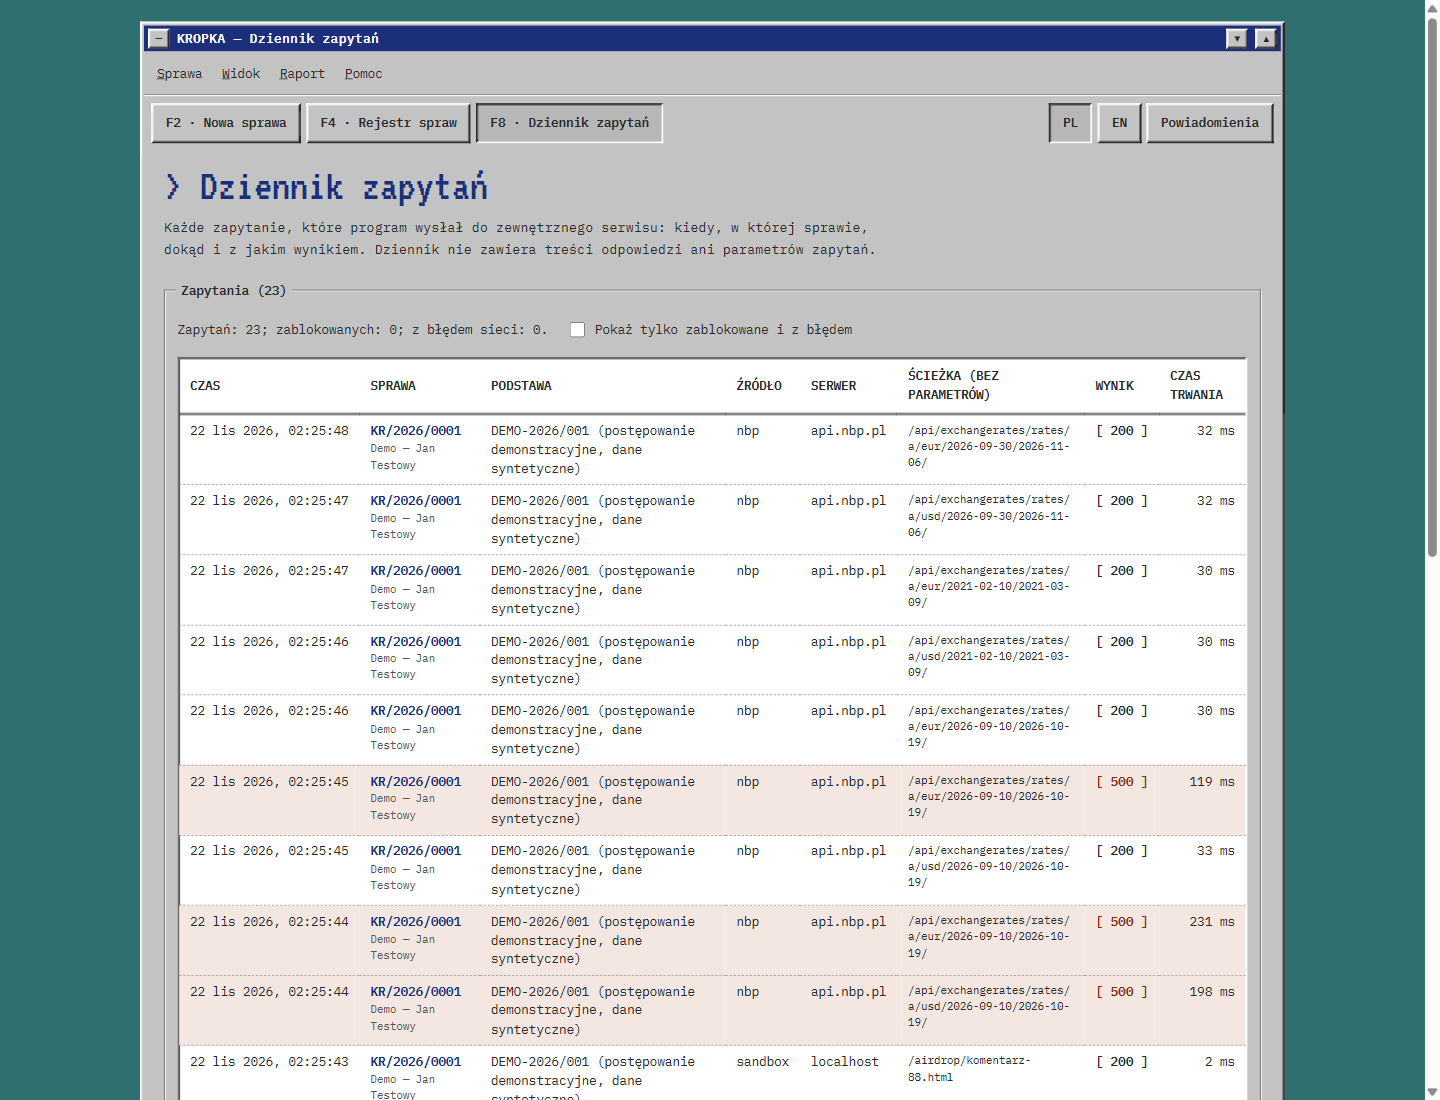 KROPKA — Dziennik zapytań
Sprawa Widok Raport Pomoc
F2 · Nowa sprawa F4 · Rejestr spraw F8 · Dziennik zapytań PL EN Powiadomienia
> Dziennik zapytań
Każde zapytanie, które program wysłał do zewnętrznego serwisu: kiedy, w której sprawie,
dokąd i z jakim wynikiem. Dziennik nie zawiera treści odpowiedzi ani parametrów zapytań.
Zapytania (23)
Zapytań: 23; zablokowanych: 0; z błędem sieci: 0. Pokaż tylko zablokowane i z błędem
CZAS SPRAWA PODSTAWA ŹRÓDŁO SERWER ŚCIEŻKA (BEZ PARAMETRÓW) WYNIK CZAS TRWANIA
22 lis 2026, 02:25:48 KR/2026/0001 DEMO-2026/001 (postępowanie nbp api.nbp.pl /api/exchangerates/rates/ [ 200 ] 32 ms
Demo — Jan demonstracyjne, dane a/eur/2026-09-30/2026-11-
Testowy syntetyczne) 06/
22 lis 2026, 02:25:47 KR/2026/0001 DEMO-2026/001 (postępowanie nbp api.nbp.pl /api/exchangerates/rates/ [ 200 ] 32 ms
Demo — Jan demonstracyjne, dane a/usd/2026-09-30/2026-11-
Testowy syntetyczne) 06/
22 lis 2026, 02:25:47 KR/2026/0001 DEMO-2026/001 (postępowanie nbp api.nbp.pl /api/exchangerates/rates/ [ 200 ] 30 ms
Demo — Jan demonstracyjne, dane a/eur/2021-02-10/2021-03-
Testowy syntetyczne) 09/
22 lis 2026, 02:25:46 KR/2026/0001 DEMO-2026/001 (postępowanie nbp api.nbp.pl /api/exchangerates/rates/ [ 200 ] 30 ms
Demo — Jan demonstracyjne, dane a/usd/2021-02-10/2021-03-
Testowy syntetyczne) 09/
22 lis 2026, 02:25:46 KR/2026/0001 DEMO-2026/001 (postępowanie nbp api.nbp.pl /api/exchangerates/rates/ [ 200 ] 30 ms
Demo — Jan demonstracyjne, dane a/eur/2026-09-10/2026-10-
Testowy syntetyczne) 19/
22 lis 2026, 02:25:45 KR/2026/0001 DEMO-2026/001 (postępowanie nbp api.nbp.pl /api/exchangerates/rates/ [ 500 ] 119 ms
Demo — Jan demonstracyjne, dane a/eur/2026-09-10/2026-10-
Testowy syntetyczne) 19/
22 lis 2026, 02:25:45 KR/2026/0001 DEMO-2026/001 (postępowanie nbp api.nbp.pl /api/exchangerates/rates/ [ 200 ] 33 ms
Demo — Jan demonstracyjne, dane a/usd/2026-09-10/2026-10-
Testowy syntetyczne) 19/
22 lis 2026, 02:25:44 KR/2026/0001 DEMO-2026/001 (postępowanie nbp api.nbp.pl /api/exchangerates/rates/ [ 500 ] 231 ms
Demo — Jan demonstracyjne, dane a/eur/2026-09-10/2026-10-
Testowy syntetyczne) 19/
22 lis 2026, 02:25:44 KR/2026/0001 DEMO-2026/001 (postępowanie nbp api.nbp.pl /api/exchangerates/rates/ [ 500 ] 198 ms
Demo — Jan demonstracyjne, dane a/usd/2026-09-10/2026-10-
Testowy syntetyczne) 19/
22 lis 2026, 02:25:43 KR/2026/0001 DEMO-2026/001 (postępowanie sandbox localhost /airdrop/komentarz- [ 200 ] 2 ms
Demo — Jan demonstracyjne, dane 88.html
Testowy syntetyczne)